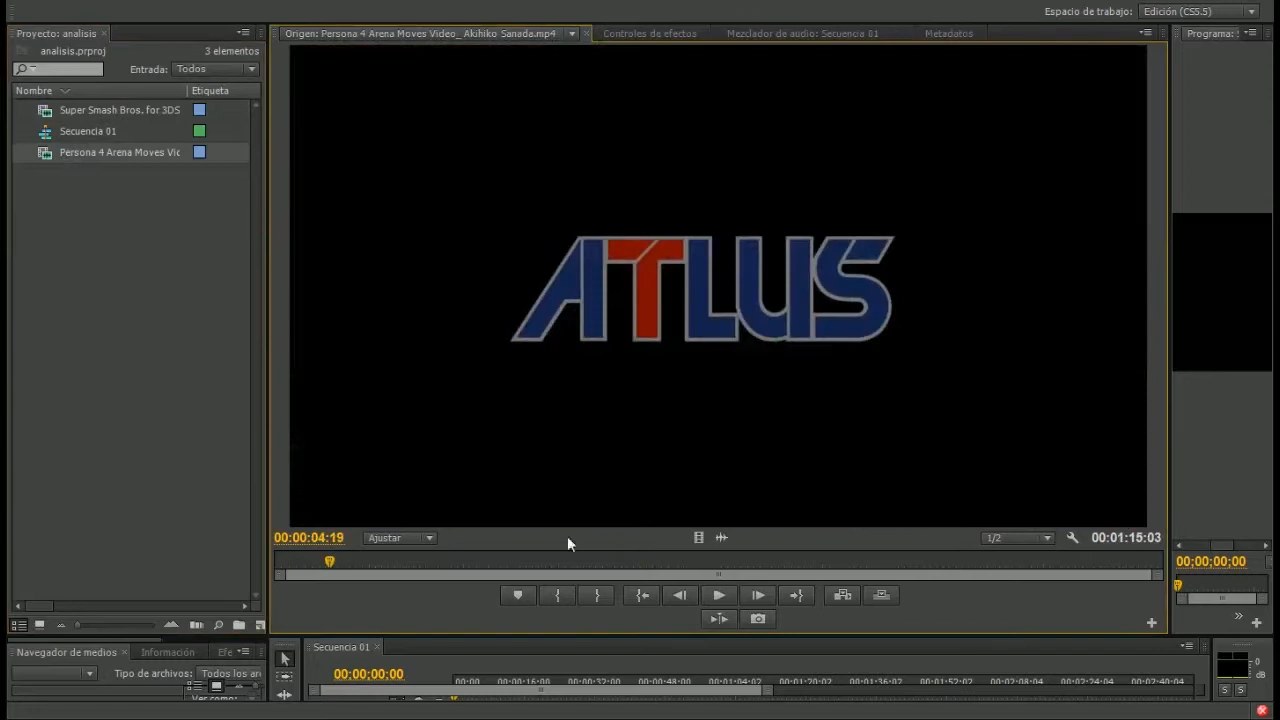 Espacio de trabajo: Edición (CS5.5)
Proyecto: analisis
analisis.prproj 3 elementos
Entrada: Todos
Nombre Etiqueta
Super Smash Bros. for 3DS
Secuencia 01
Persona 4 Arena Moves Vic
Origen: Persona 4 Arena Moves Video_ Akihiko Sanada.mp4 Controles de efectos Mezclador de audio: Secuencia 01 Metadatos
ATLUS
00:00:04:19 Ajustar 1/2 00:01:15:03
Programa: S
00;00;00;00
Navegador de medios Información Efe
Tipo de archivos: Todos los ar
Ver como:
Secuencia 01
00;00;00;00
00;00 00;00;16;00 00;00;32;00 00;00;48;00 00;01;04;02 00;01;20;02 00;01;36;02 00;01;52;02 00;02;08;04 00;02;24;04 00;02;40;04
0
dB
S S